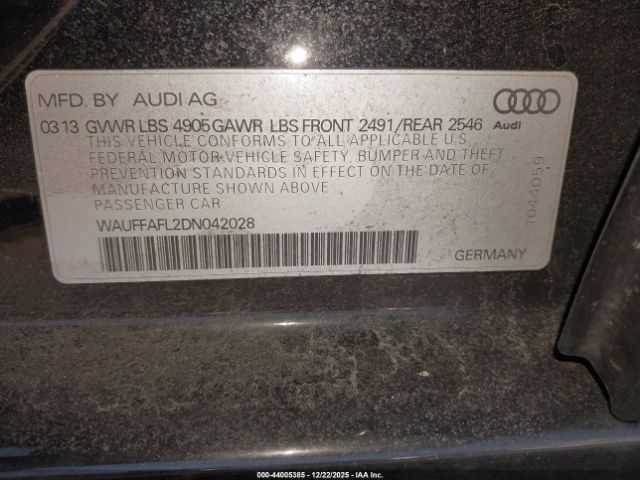 MFD. BY AUDI AG
03 13 GVWR LBS 4905 GAWR LBS FRONT 2491/REAR 2546
Audi
THIS VEHICLE CONFORMS TO ALL APPLICABLE U.S.
FEDERAL MOTOR VEHICLE SAFETY, BUMPER AND THEFT
PREVENTION STANDARDS IN EFFECT ON THE DATE OF
MANUFACTURE SHOWN ABOVE
PASSENGER CAR
1044059
WAUFFAFL2DN042028
GERMANY
000-44005385 - 12/22/2025 - IAA Inc.